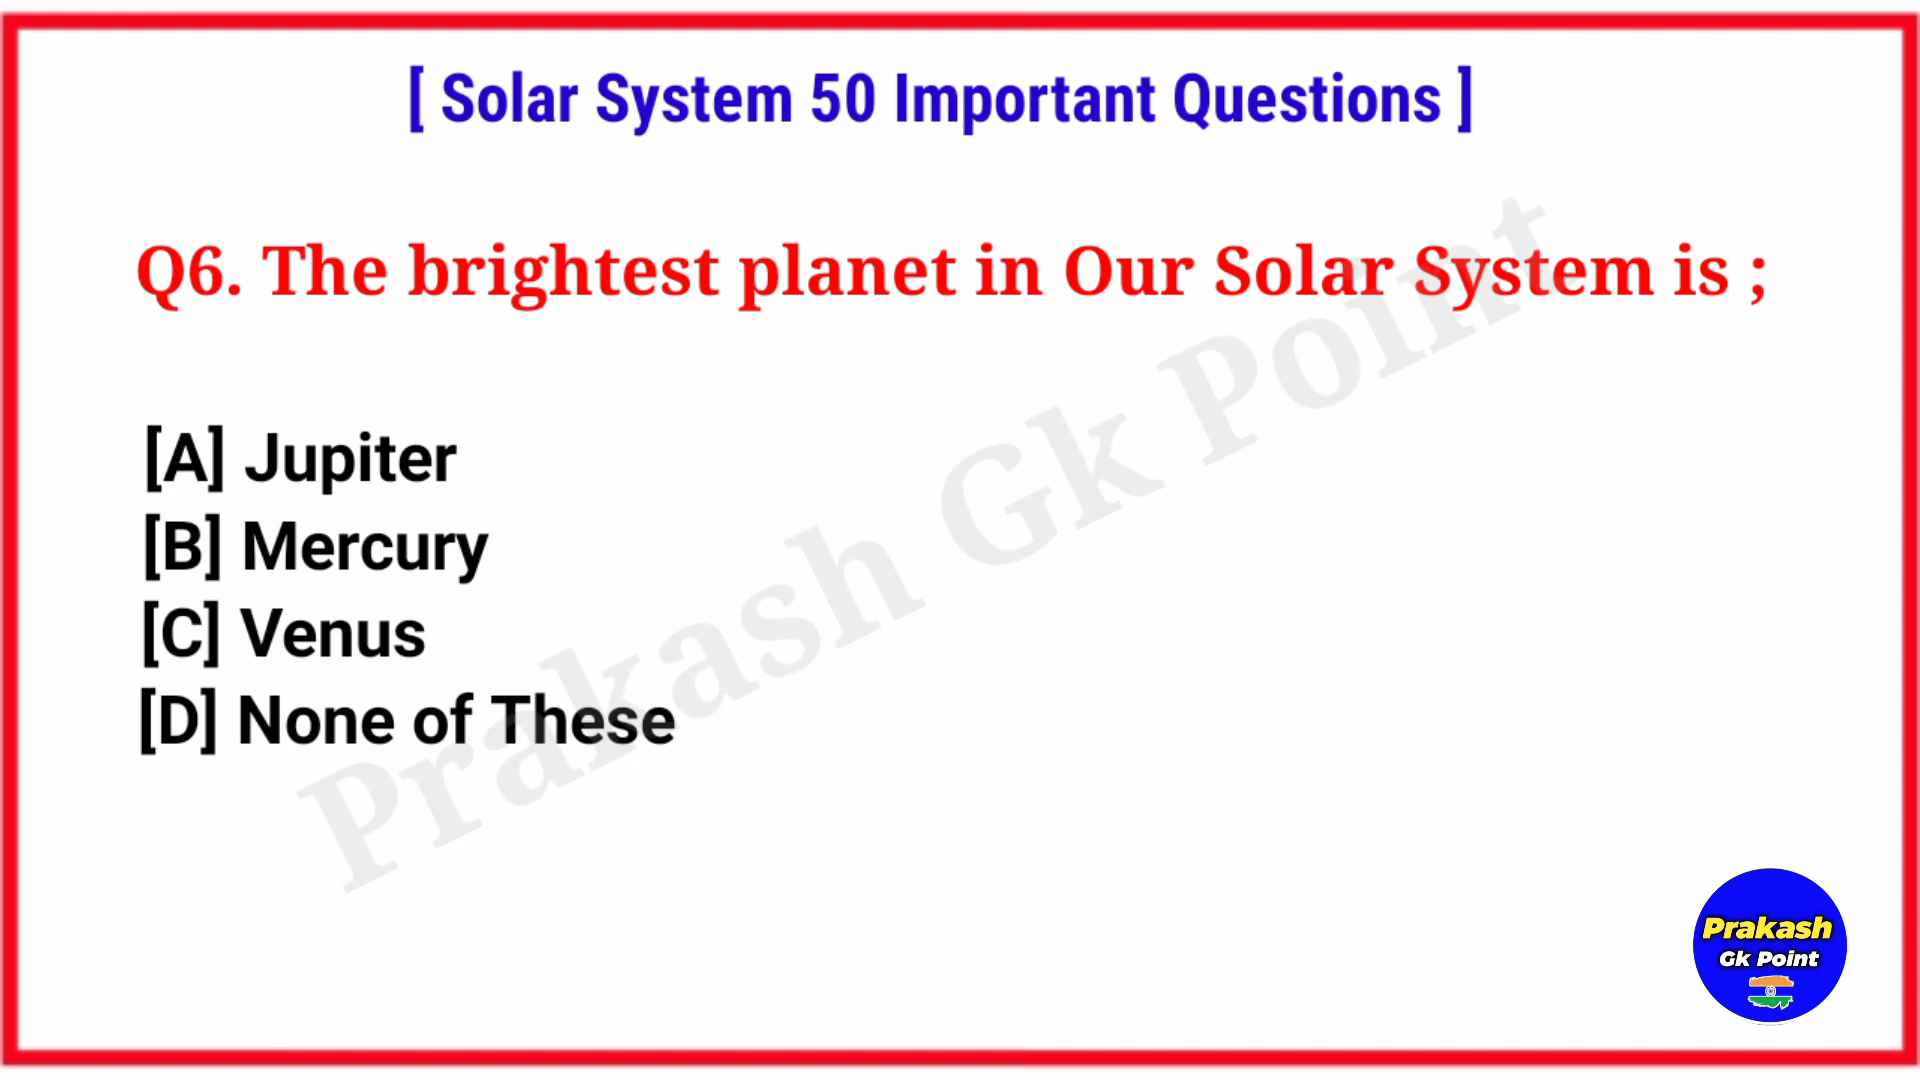 [ Solar System 50 Important Questions ]
Q6. The brightest planet in Our Solar System is ;
[A] Jupiter
[B] Mercury
[C] Venus
[D] None of These
Prakash Gk Point
Prakash
Gk Point